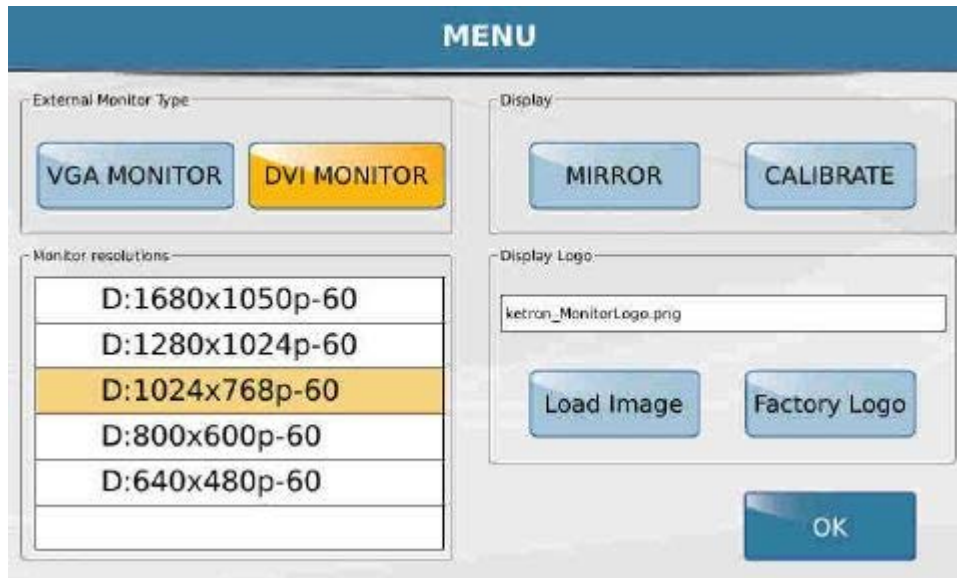 MENU
External Monitor Type
VGA MONITOR
DVI MONITOR
Display
MIRROR
CALIBRATE
Monitor resolutions
D:1680x1050p-60
D:1280x1024p-60
D:1024x768p-60
D:800x600p-60
D:640x480p-60
Display Logo
ketron_MonitorLogo.png
Load Image
Factory Logo
OK